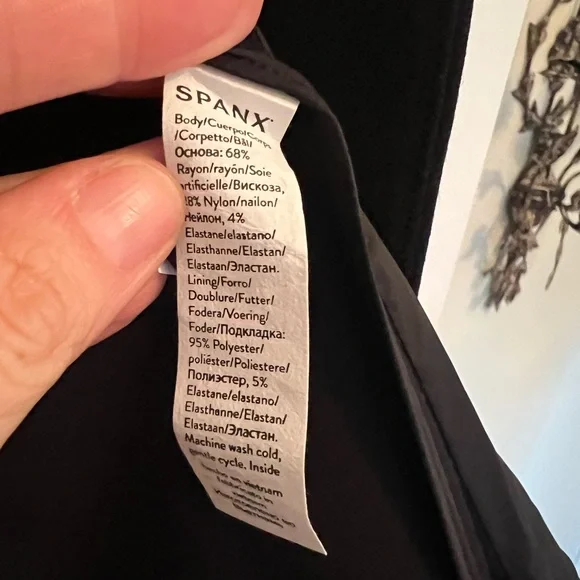 SPANX
Body/Cuerpo/Corps
/Corpetto/
Основа: 68%
Rayon/rayón/Soie
artificielle/Вискоза,
28% Nylon/nailon/
Нейлон, 4%
Elastane/elastano/
Elasthanne/Elastan/
Elastaan/Эластан.
Lining/Forro/
Doublure/Futter/
Fodera/Voering/
Foder/Подкладка:
95% Polyester/
poliéster/Poliestere/
Полиэстер, 5%
Elastane/elastano/
Elasthanne/Elastan/
Elastaan/Эластан.
Machine wash cold,
gentle cycle. Inside